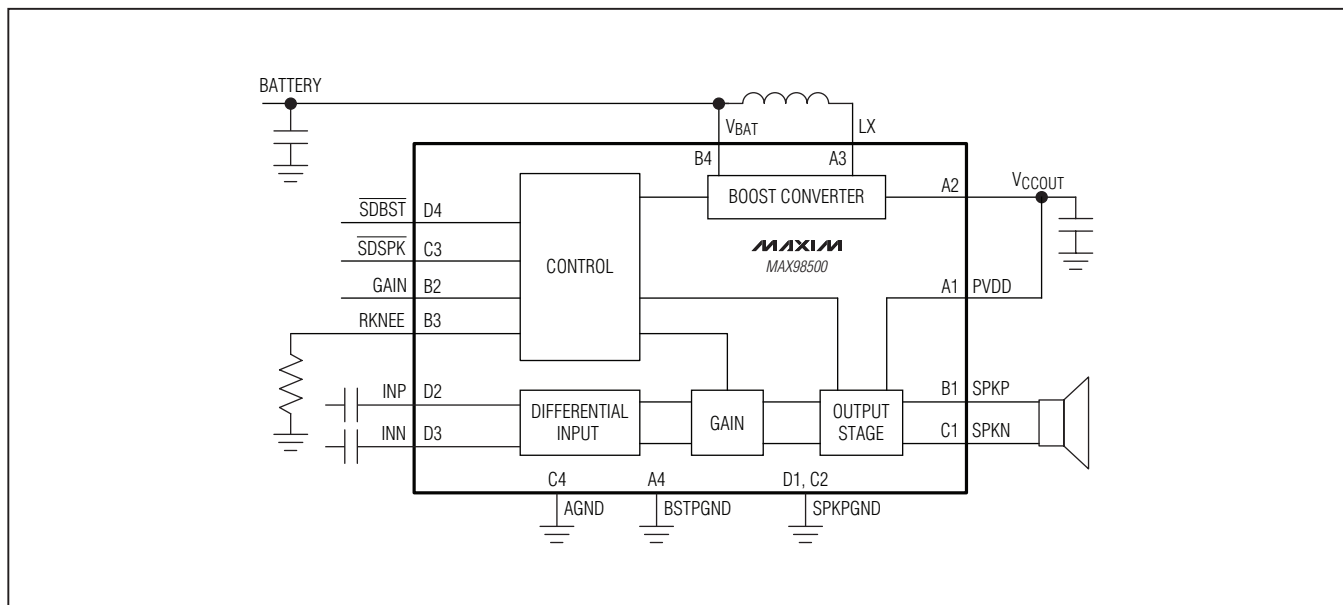 BATTERY
VBAT
LX
B4
A3
BOOST CONVERTER
A2
VCCOUT
SDBST D4
SDSPK C3
GAIN B2
RKNEE B3
CONTROL
MAXIM
MAX98500
A1 PVDD
INP D2
INN D3
DIFFERENTIAL
INPUT
GAIN
OUTPUT
STAGE
B1 SPKP
C1 SPKN
C4
AGND
A4
BSTPGND
D1, C2
SPKPGND